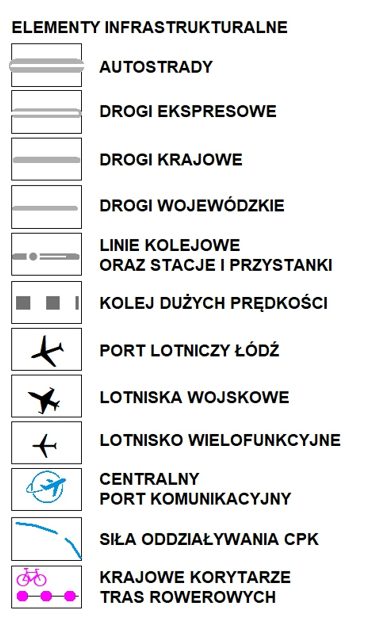 ELEMENTY INFRASTRUKTURALNE
AUTOSTRADY
DROGI EKSPRESOWE
DROGI KRAJOWE
DROGI WOJEWÓDZKIE
LINIE KOLEJOWE
ORAZ STACJE I PRZYSTANKI
KOLEJ DUŻYCH PRĘDKOŚCI
PORT LOTNICZY ŁÓDŹ
LOTNISKA WOJSKOWE
LOTNISKO WIELOFUNKCYJNE
CENTRALNY
PORT KOMUNIKACYJNY
SIŁA ODDZIAŁYWANIA CPK
KRAJOWE KORYTARZE
TRAS ROWEROWYCH